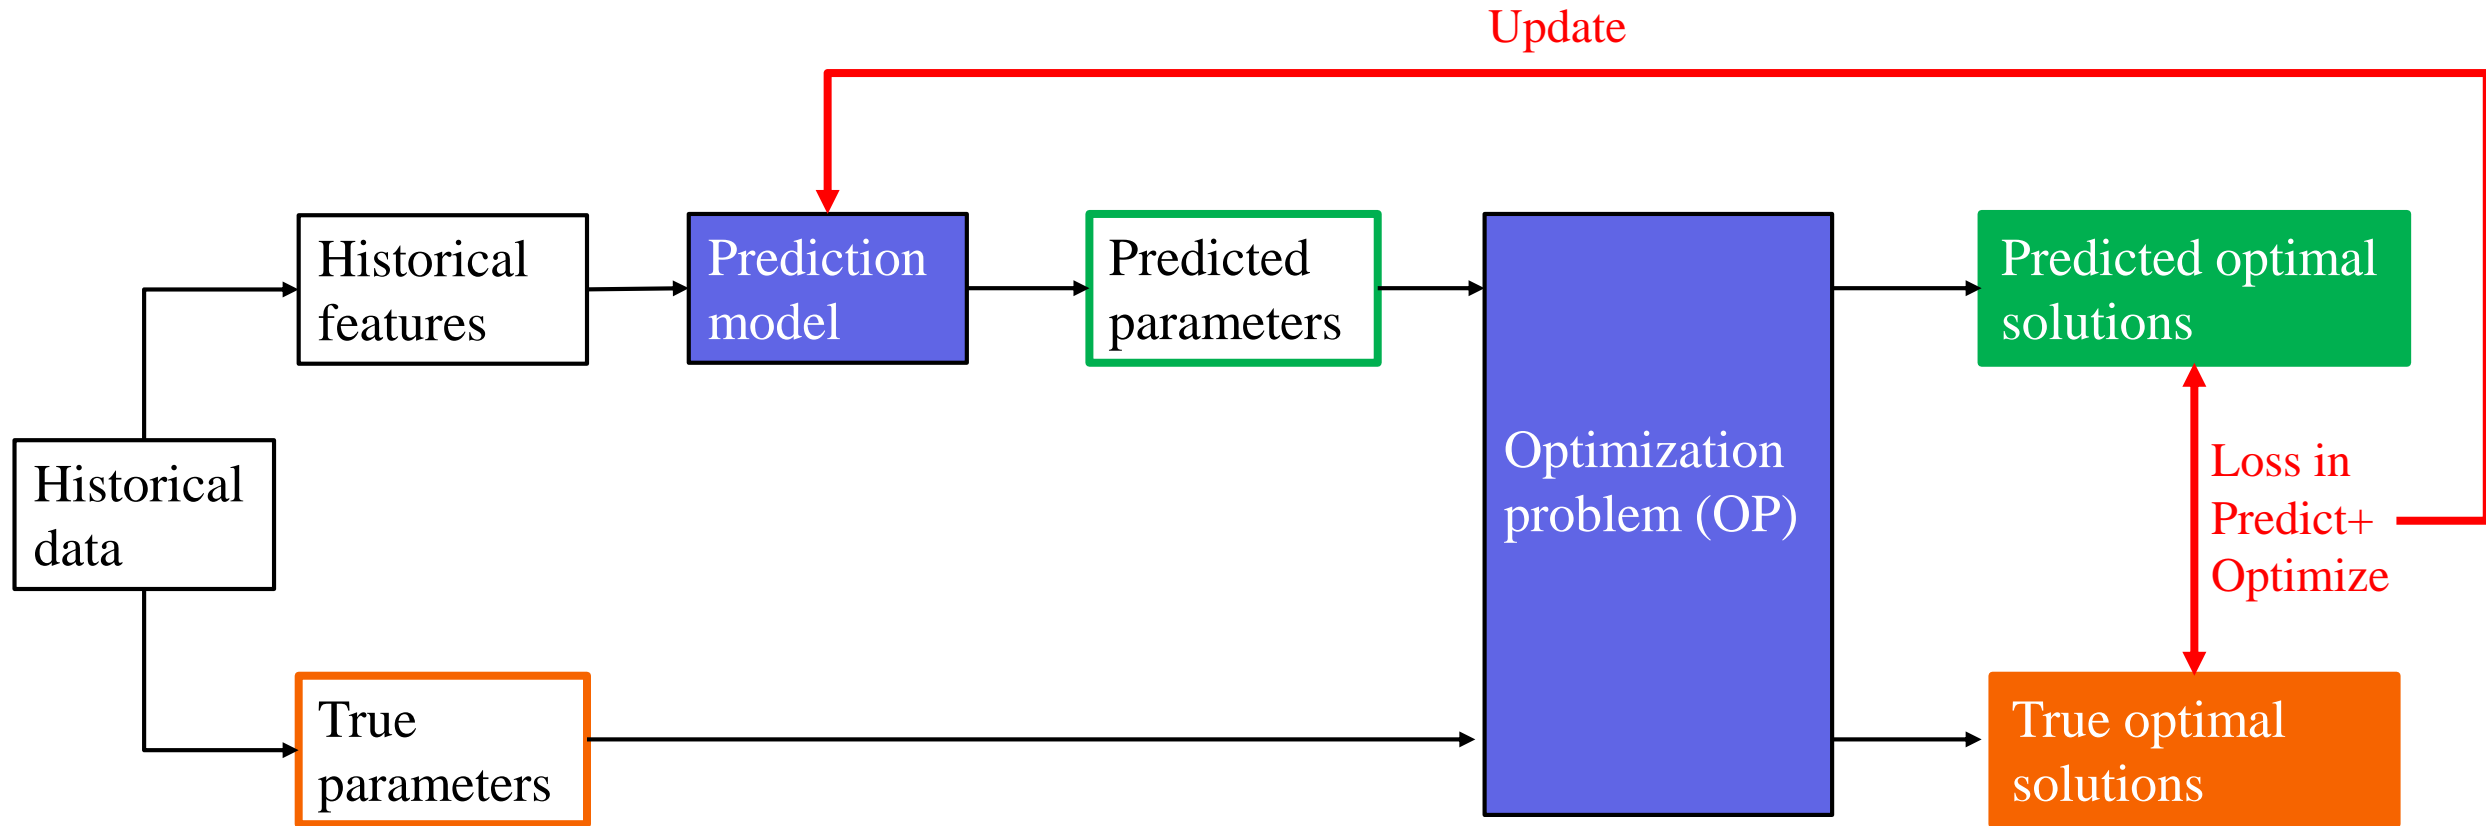 Update
Historical
features
Prediction
model
Predicted
parameters
Predicted optimal
solutions
Historical
data
Optimization
problem (OP)
Loss in
Predict+
Optimize
True
parameters
True optimal
solutions